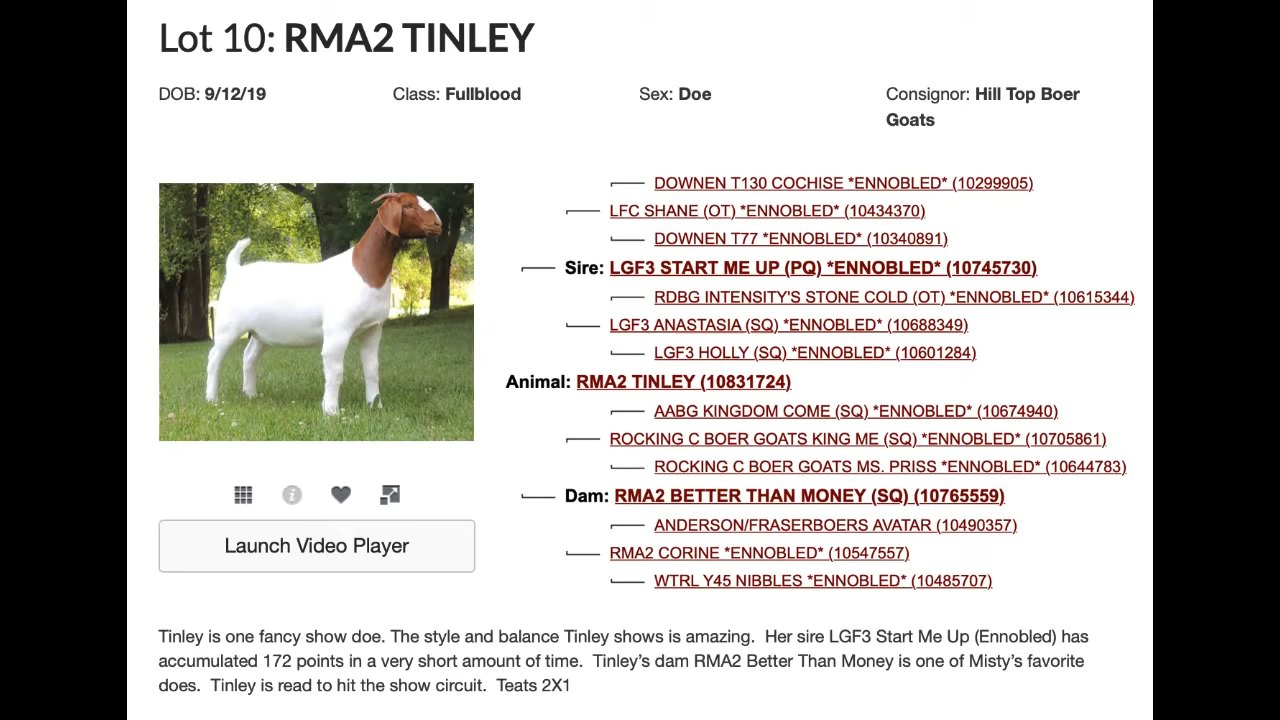 Lot 10: RMA2 TINLEY
DOB: 9/12/19 Class: Fullblood Sex: Doe Consignor: Hill Top Boer
Goats
DOWNEN T130 COCHISE *ENNOBLED* (10299905)
LFC SHANE (OT) *ENNOBLED* (10434370)
DOWNEN T77 *ENNOBLED* (10340891)
Sire: LGF3 START ME UP (PQ) *ENNOBLED* (10745730)
RDBG INTENSITY'S STONE COLD (OT) *ENNOBLED* (10615344)
LGF3 ANASTASIA (SQ) *ENNOBLED* (10688349)
LGF3 HOLLY (SQ) *ENNOBLED* (10601284)
Animal: RMA2 TINLEY (10831724)
AABG KINGDOM COME (SQ) *ENNOBLED* (10674940)
ROCKING C BOER GOATS KING ME (SQ) *ENNOBLED* (10705861)
ROCKING C BOER GOATS MS. PRISS *ENNOBLED* (10644783)
Dam: RMA2 BETTER THAN MONEY (SQ) (10765559)
ANDERSON/FRASERBOERS AVATAR (10490357)
RMA2 CORINE *ENNOBLED* (10547557)
WTRL Y45 NIBBLES *ENNOBLED* (10485707)
Launch Video Player
Tinley is one fancy show doe. The style and balance Tinley shows is amazing. Her sire LGF3 Start Me Up (Ennobled) has
accumulated 172 points in a very short amount of time. Tinley’s dam RMA2 Better Than Money is one of Misty’s favorite
does. Tinley is read to hit the show circuit. Teats 2X1